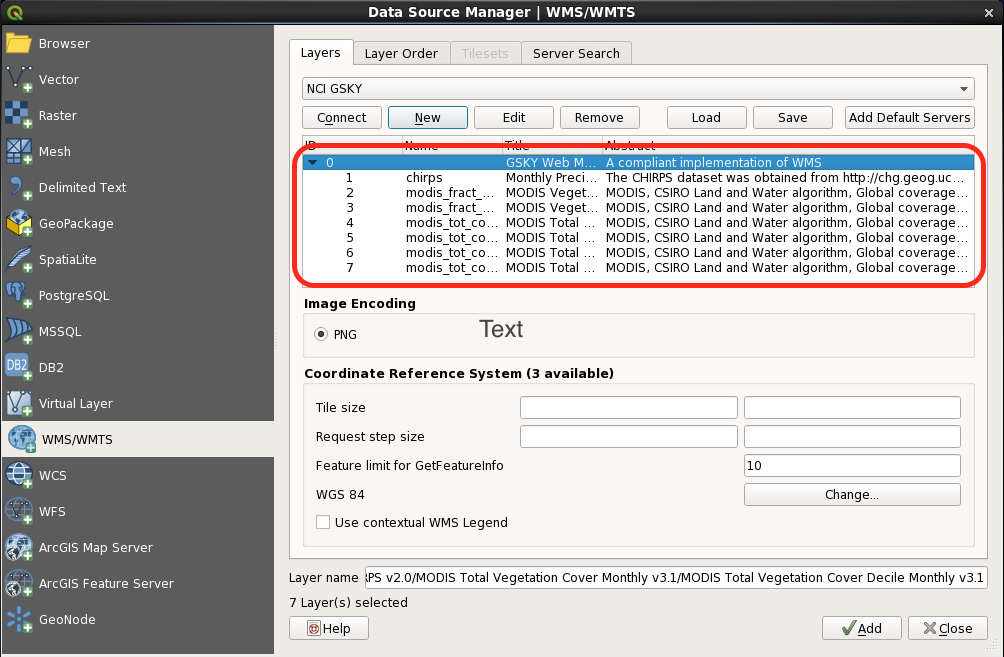 Data Source Manager | WMS/WMTS
Browser
Vector
Raster
Mesh
Delimited Text
GeoPackage
SpatiaLite
PostgreSQL
MSSQL
DB2
DB2
Virtual Layer
WMS/WMTS
WCS
WFS
ArcGIS Map Server
ArcGIS Feature Server
GeoNode
Layers Layer Order Tilesets Server Search
NCI GSKY
Connect New Edit Remove Load Save Add Default Servers
ID Name Title Abstract
0 GSKY Web M... A compliant implementation of WMS
1 chirps Monthly Preci... The CHIRPS dataset was obtained from http://chg.geog.uc...
2 modis_fract_... MODIS Veget... MODIS, CSIRO Land and Water algorithm, Global coverage...
3 modis_fract_... MODIS Veget... MODIS, CSIRO Land and Water algorithm, Global coverage...
4 modis_tot_co... MODIS Total ... MODIS, CSIRO Land and Water algorithm, Global coverage...
5 modis_tot_co... MODIS Total ... MODIS, CSIRO Land and Water algorithm, Global coverage...
6 modis_tot_co... MODIS Total ... MODIS, CSIRO Land and Water algorithm, Global coverage...
7 modis_tot_co... MODIS Total ... MODIS, CSIRO Land and Water algorithm, Global coverage...
Image Encoding
PNG
Text
Coordinate Reference System (3 available)
Tile size
Request step size
Feature limit for GetFeatureInfo 10
WGS 84 Change...
Use contextual WMS Legend
Layer name RPS v2.0/MODIS Total Vegetation Cover Monthly v3.1/MODIS Total Vegetation Cover Decile Monthly v3.1
7 Layer(s) selected
Help Add Close